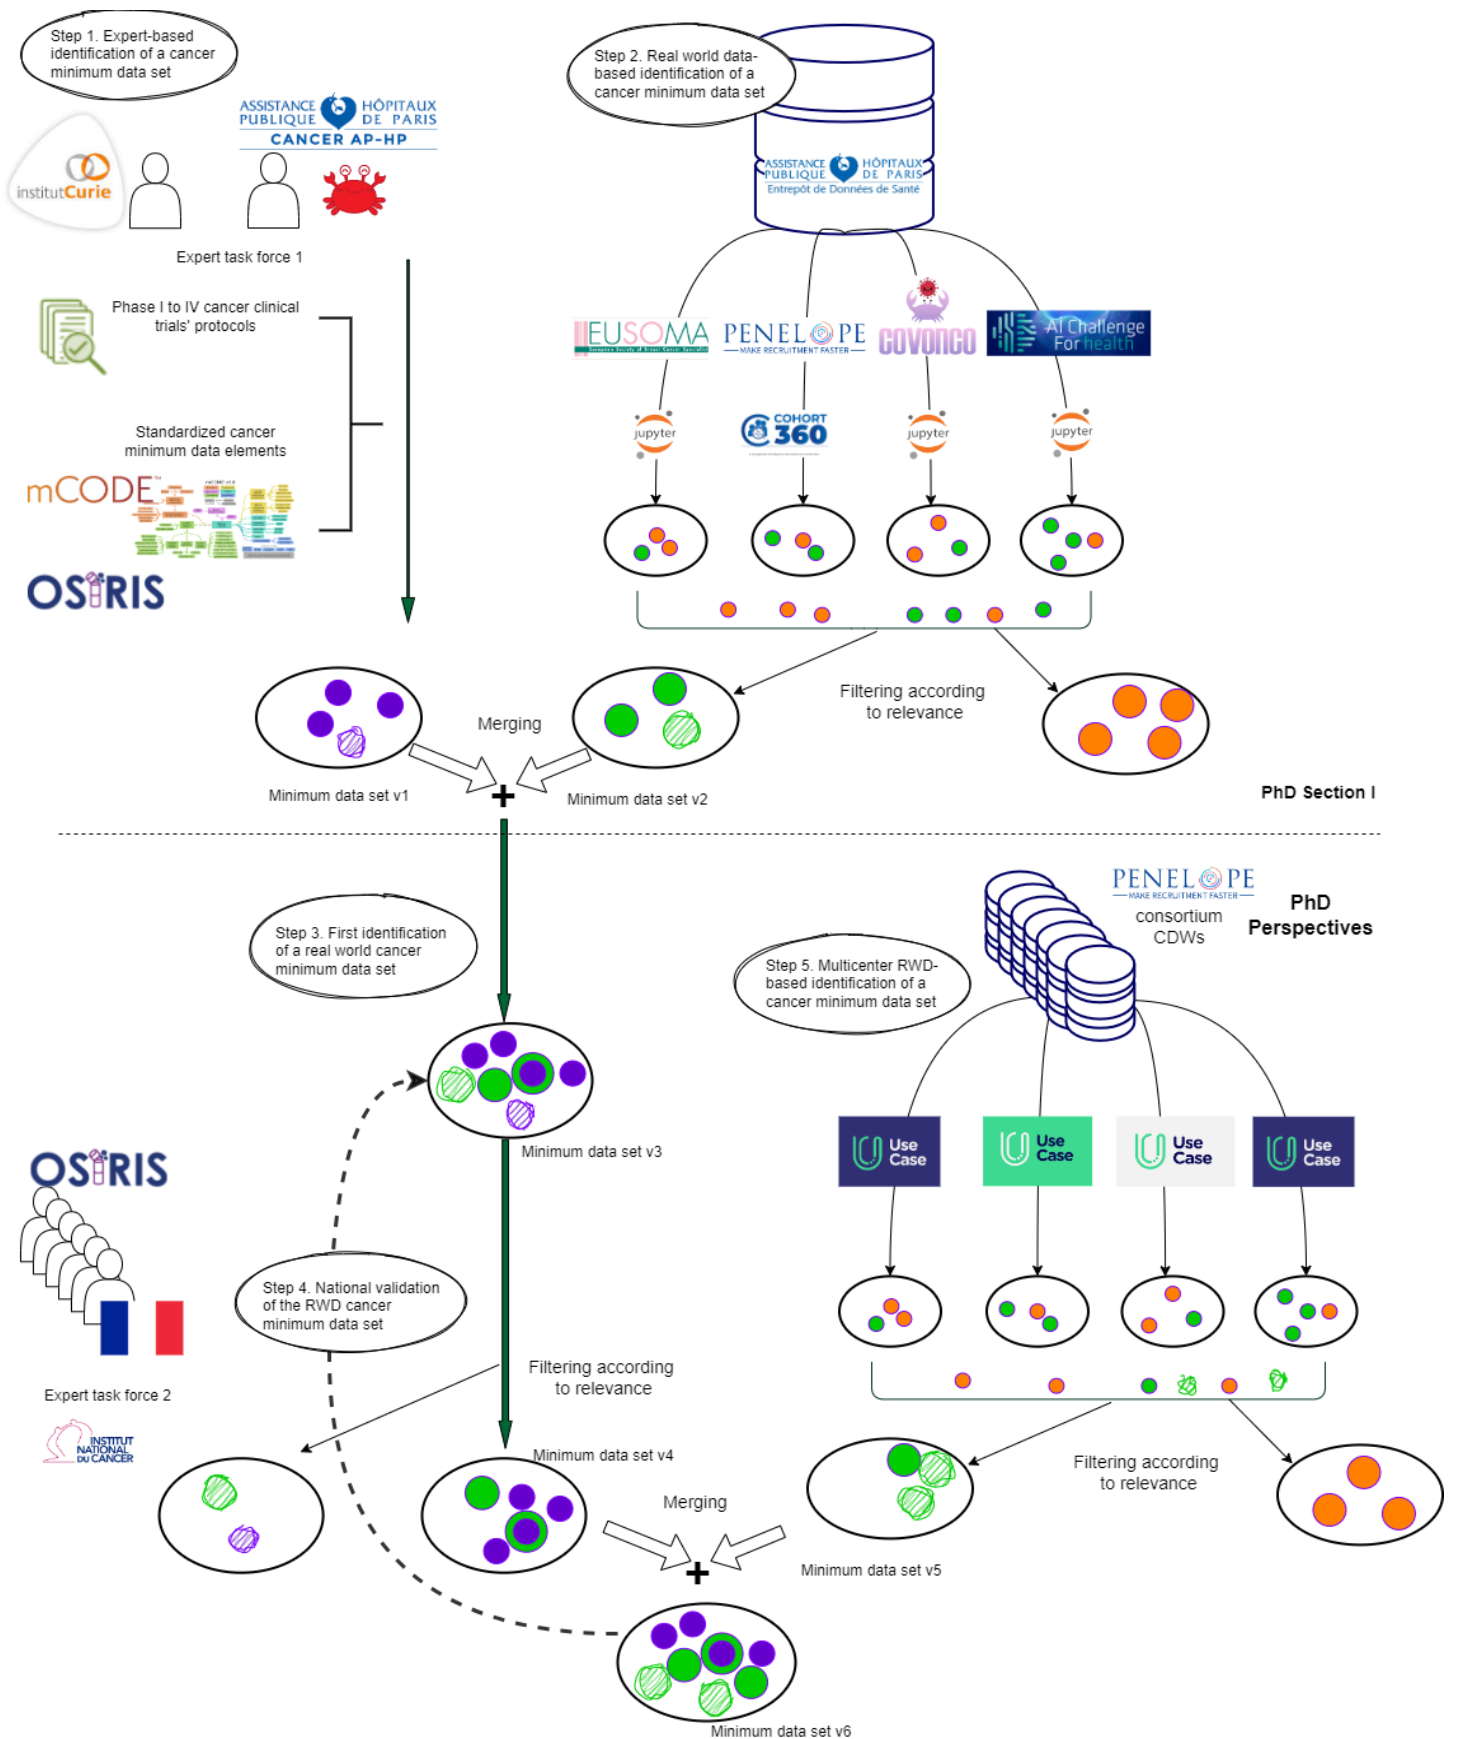 Step 1. Expert-based
identification of a cancer
minimum data set
ASSISTANCE HÔPITAUX
PUBLIQUE DE PARIS
CANCER AP-HP
institutCurie
Expert task force 1
Phase I to IV cancer clinical
trials' protocols
Standardized cancer
minimum data elements
mCODE
OSIRIS
Step 2. Real world data-
based identification of a
cancer minimum data set
ASSISTANCE HÔPITAUX
PUBLIQUE DE PARIS
Entrepôt de Données de Santé
EUSOMA
European Society of Breast Cancer Specialists
PENELOPE
MAKE RECRUITMENT FASTER
COVONCO
AI Challenge
For health
jupyter
COHORT
360
jupyter
jupyter
Filtering according
to relevance
Merging
Minimum data set v1
Minimum data set v2
PhD Section I
Step 3. First identification
of a real world cancer
minimum data set
PENELOPE
MAKE RECRUITMENT FASTER
consortium
CDWs
PhD
Perspectives
Step 5. Multicenter RWD-
based identification of a
cancer minimum data set
Minimum data set v3
Use
Case
Use
Case
Use
Case
Use
Case
OSIRIS
Step 4. National validation
of the RWD cancer
minimum data set
Expert task force 2
INSTITUT
NATIONAL
DU CANCER
Filtering according
to relevance
Minimum data set v4
Merging
Filtering according
to relevance
Minimum data set v5
Minimum data set v6